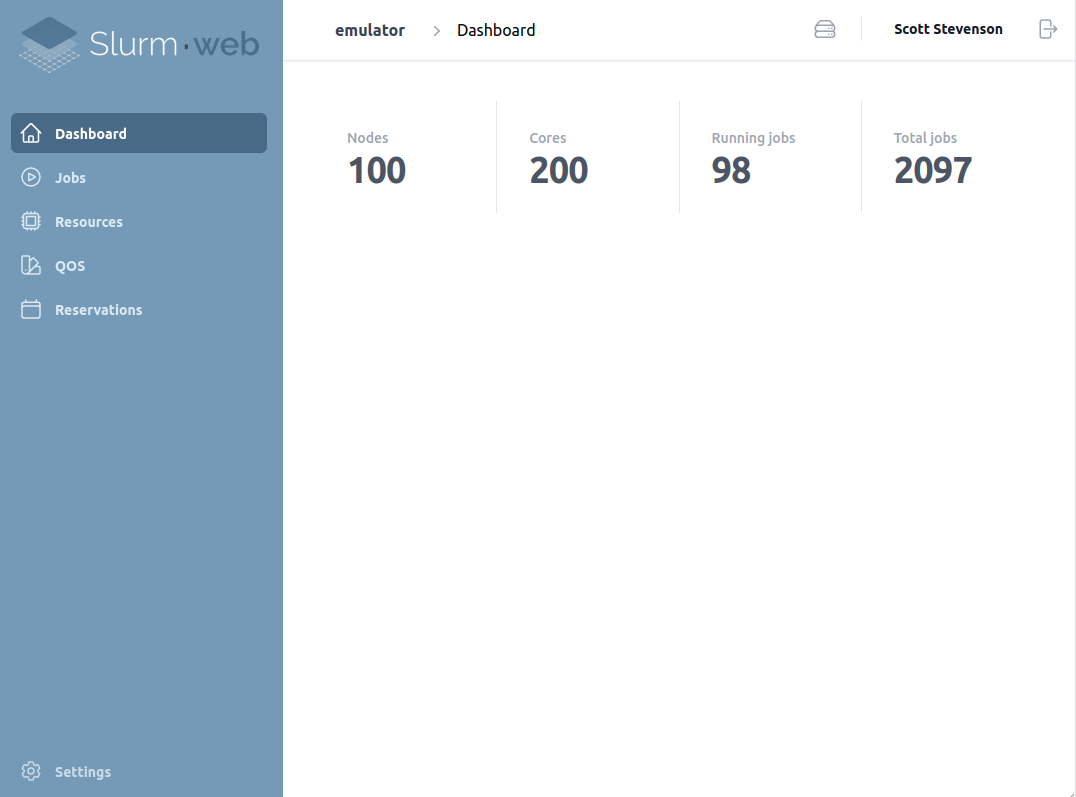 Slurm·web
Dashboard
Jobs
Resources
QOS
Reservations
Settings
emulator > Dashboard
Scott Stevenson
Nodes
100
Cores
200
Running jobs
98
Total jobs
2097